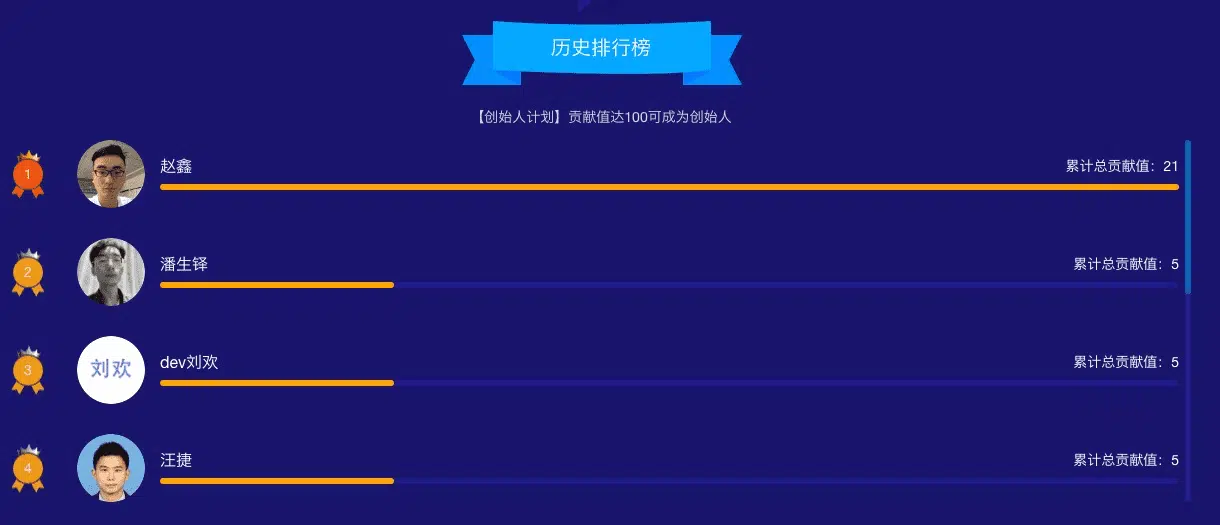 历史排行榜
【创始人计划】贡献值达100可成为创始人
1
赵鑫
累计总贡献值：21
2
潘生铎
累计总贡献值：5
3
刘欢
dev刘欢
累计总贡献值：5
4
汪捷
累计总贡献值：5